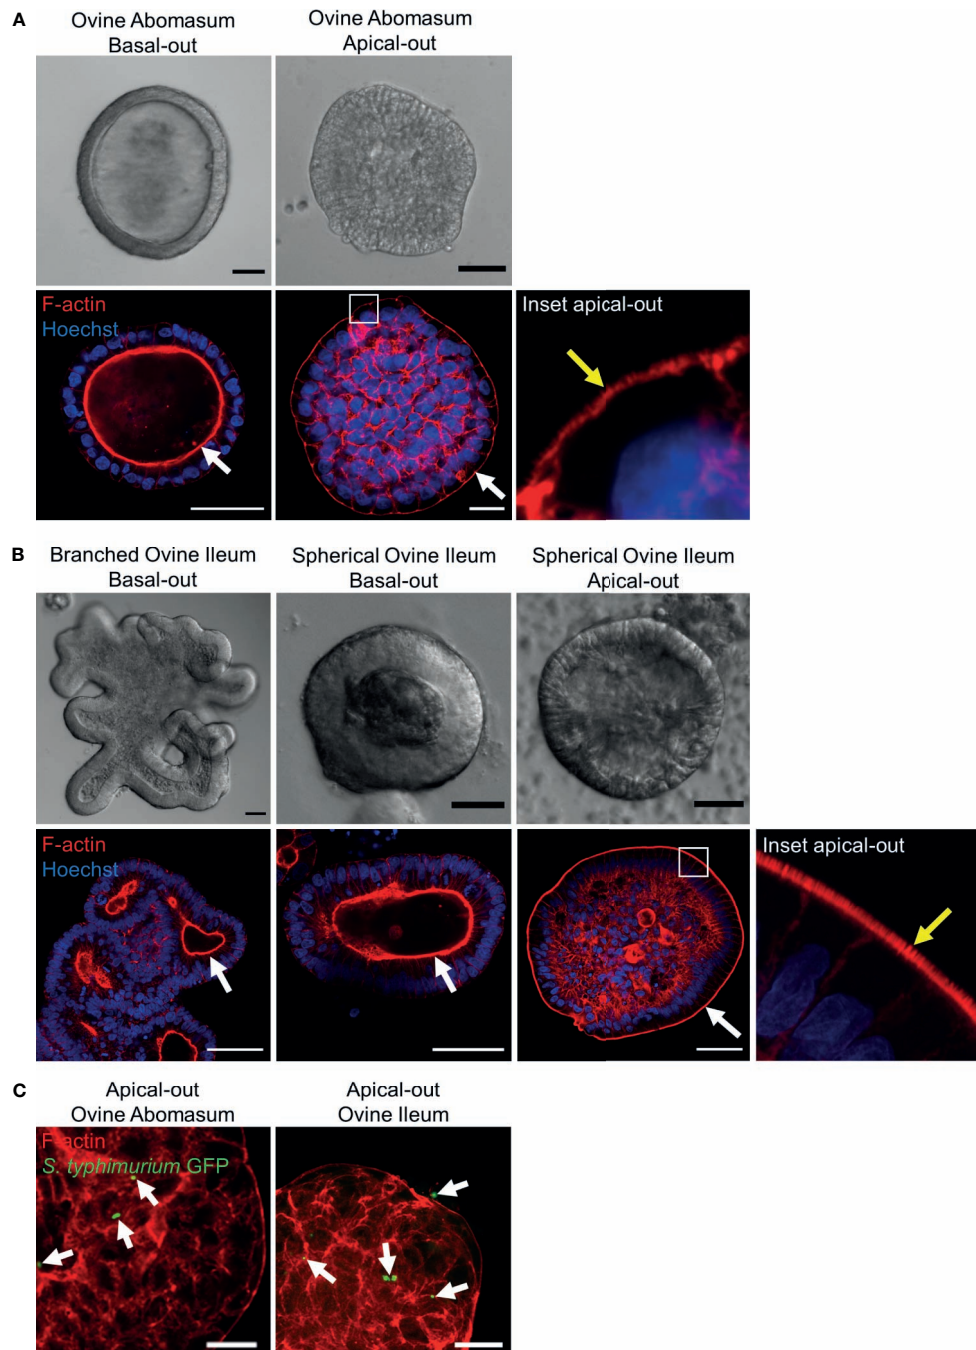 A
Ovine Abomasum
Basal-out
Ovine Abomasum
Apical-out
F-actin
Hoechst
Inset apical-out
B
Branched Ovine Ileum
Basal-out
Spherical Ovine Ileum
Basal-out
Spherical Ovine Ileum
Apical-out
F-actin
Hoechst
Inset apical-out
C
Apical-out
Ovine Abomasum
Apical-out
Ovine Ileum
F-actin
S. typhimurium GFP